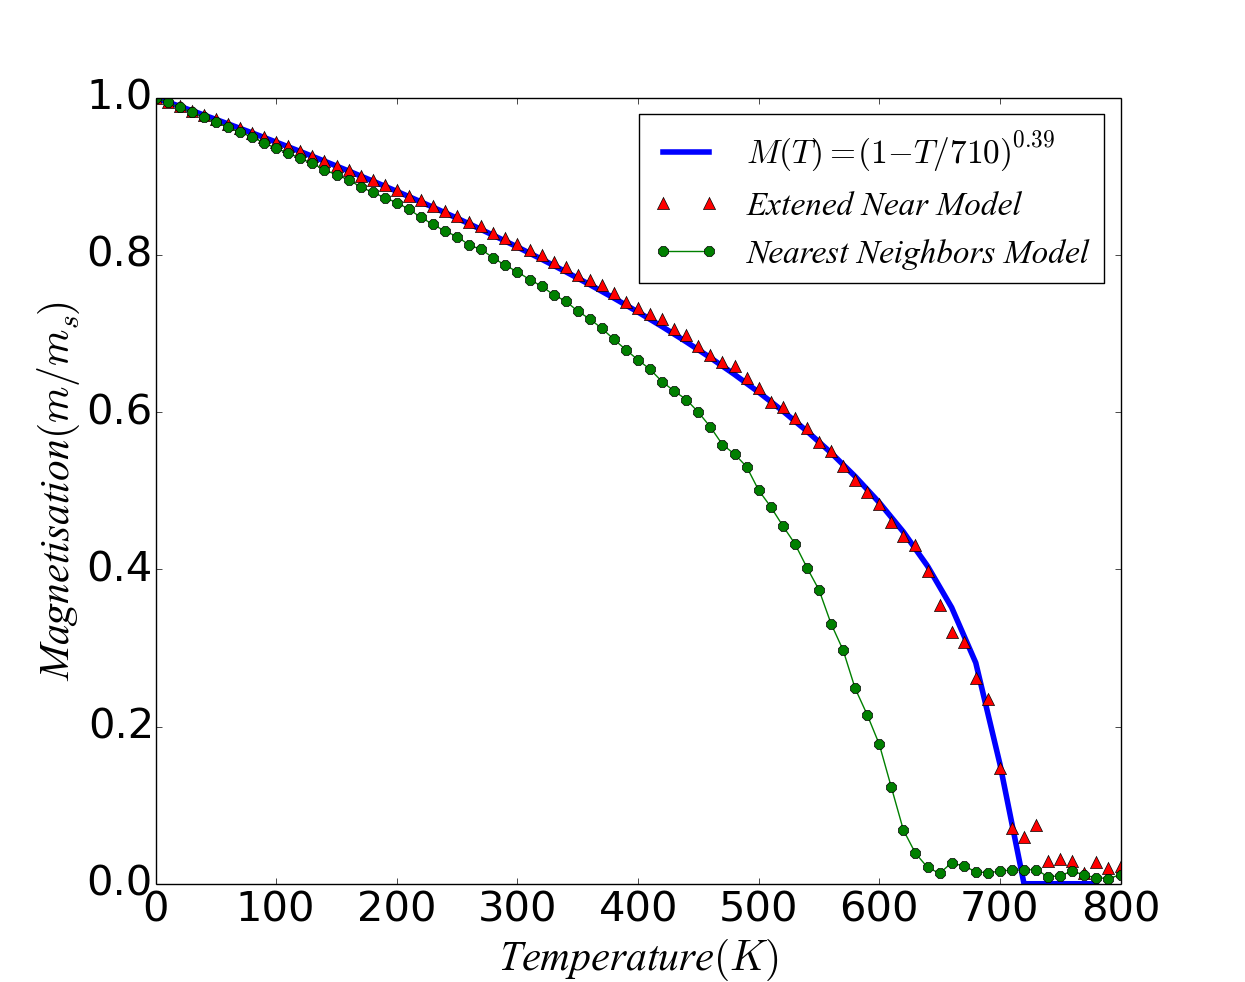 1.0
0.8
0.6
0.4
0.2
0.0
0 100 200 300 400 500 600 700 800
Temperature(K)
Magnetisation(m/m_s)
M(T)=(1−T/710)^0.39
Extened Near Model
Nearest Neighbors Model